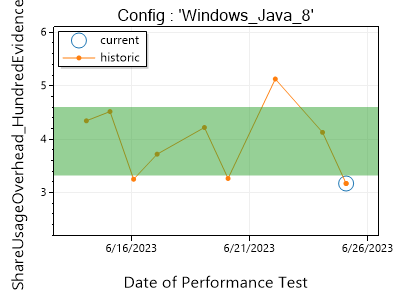 Config : 'Windows_Java_8'
ShareUsageOverhead_HundredEvidence
current
historic
6
5
4
3
6/16/2023
6/21/2023
6/26/2023
Date of Performance Test